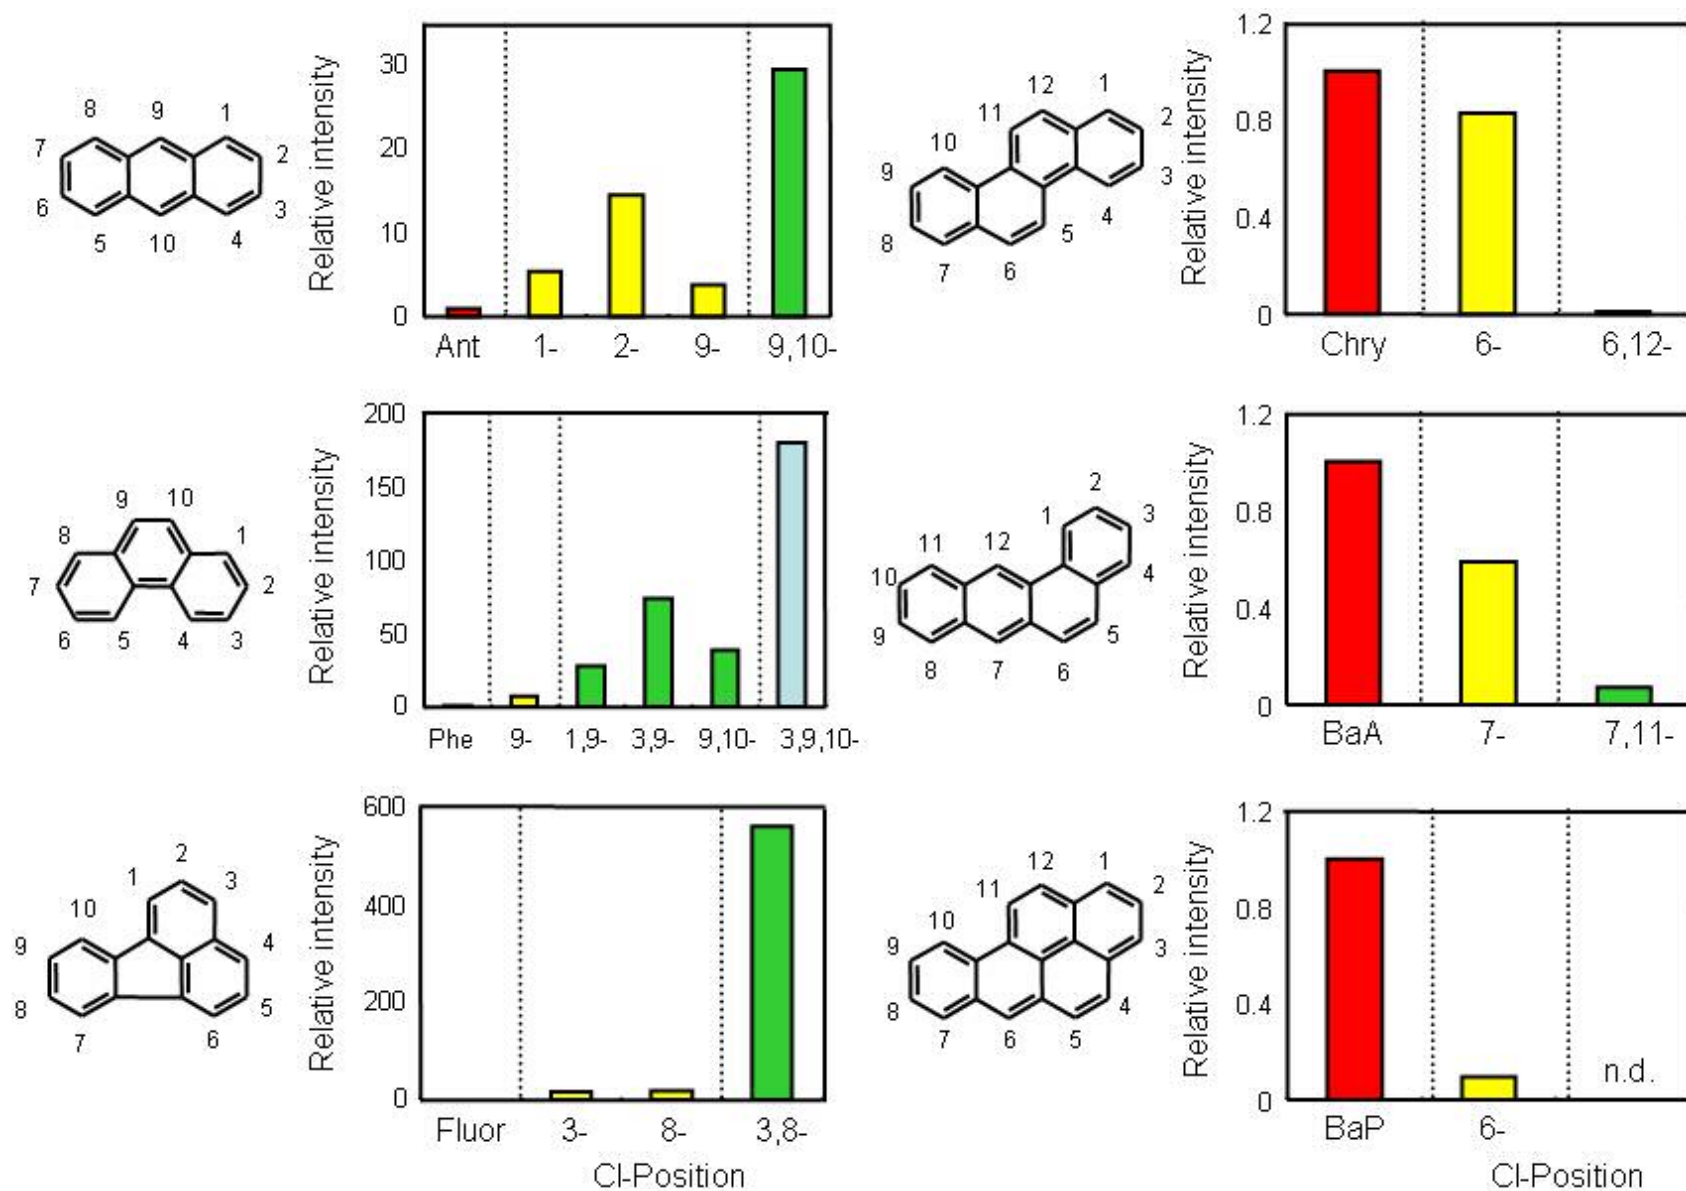 8 9 1
7 2
6 3
5 10 4
Relative intensity
30
20
10
0
Ant 1- 2- 9- 9,10-
12 1
11 2
10
9 3
8 5 4
7 6
Relative intensity
1.2
0.8
0.4
0
Chry 6- 6,12-
9 10
8 1
7 2
6 5 4 3
Relative intensity
200
150
100
50
0
Phe 9- 1,9- 3,9- 9,10- 3,9,10-
2
1 3
11 12
10 4
9 5
8 7 6
Relative intensity
1.2
0.8
0.4
0
BaA 7- 7,11-
2
1 3
10
9 4
8 5
7 6
Relative intensity
600
400
200
0
Fluor 3- 8- 3,8-
Cl-Position
12 1
11 2
10
9 3
8 4
7 6 5
Relative intensity
1.2
0.8
0.4
0
n.d.
BaP 6-
Cl-Position